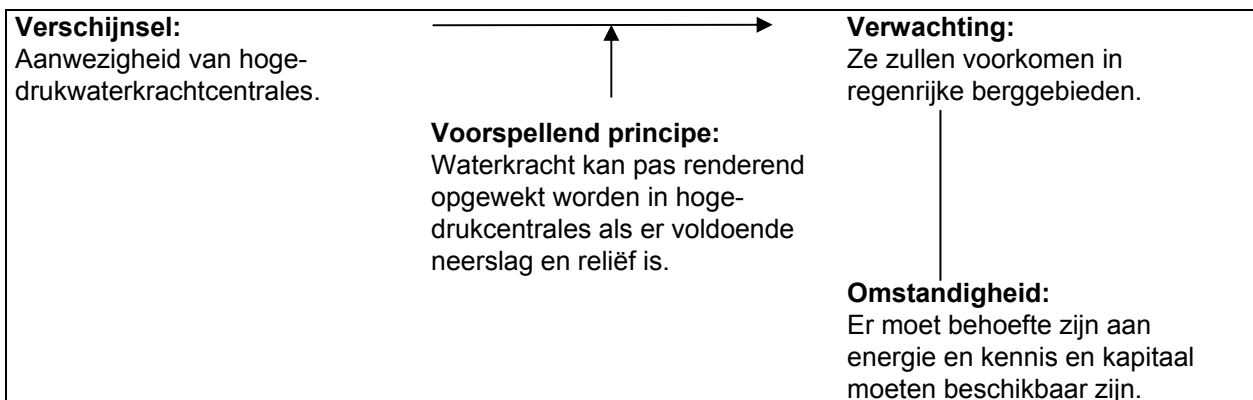 Verschijnsel:
Aanwezigheid van hoge-
drukwaterkrachtcentrales.
Voorspellend principe:
Waterkracht kan pas renderend
opgewekt worden in hoge-
drukcentrales als er voldoende
neerslag en reliëf is.
Verwachting:
Ze zullen voorkomen in
regenrijke berggebieden.
Omstandigheid:
Er moet behoefte zijn aan
energie en kennis en kapitaal
moeten beschikbaar zijn.